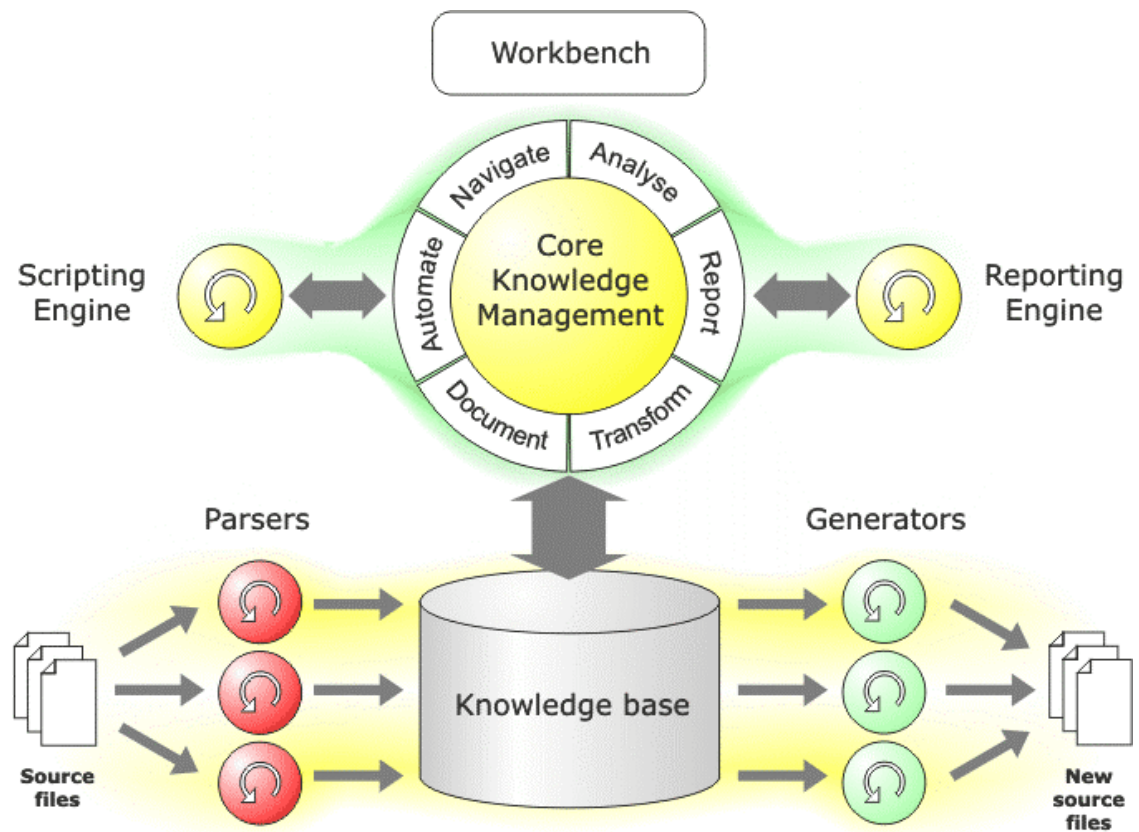 Workbench
Navigate
Analyse
Automate
Core
Knowledge
Management
Report
Document
Transform
Scripting
Engine
Reporting
Engine
Parsers
Generators
Knowledge base
Source
files
New
source
files